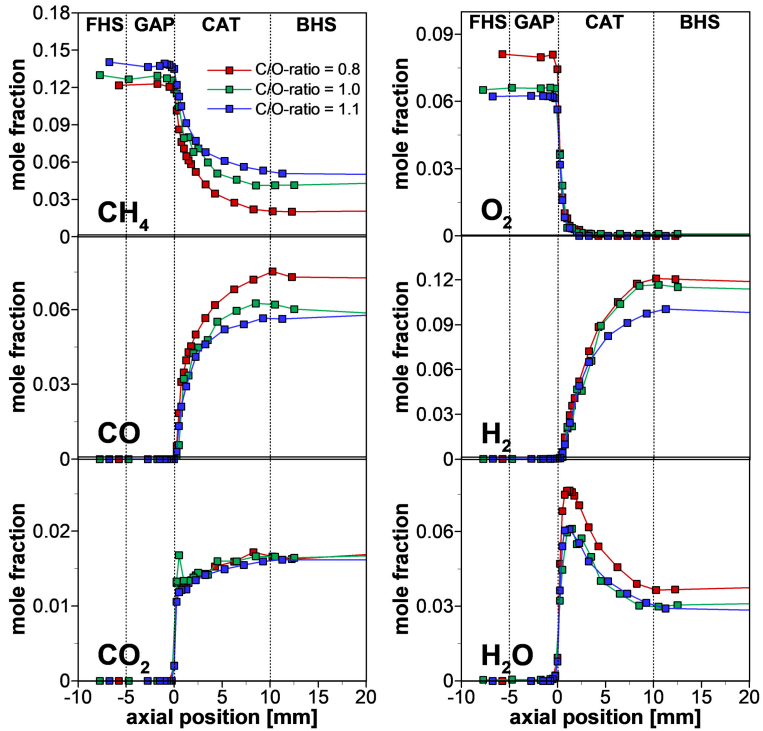 FHS GAP CAT BHS
0.18
0.15
0.12
0.09
0.06
0.03
0
mole fraction
C/O-ratio = 0.8
C/O-ratio = 1.0
C/O-ratio = 1.1
CH4
FHS GAP CAT BHS
0.09
0.06
0.03
0
mole fraction
O2
0.06
0.03
0
mole fraction
CO
0.12
0.09
0.06
0.03
0
mole fraction
H2
0.02
0.01
0
mole fraction
CO2
-10 -5 0 5 10 15 20
axial position [mm]
0.06
0.03
0
mole fraction
H2O
-10 -5 0 5 10 15 20
axial position [mm]